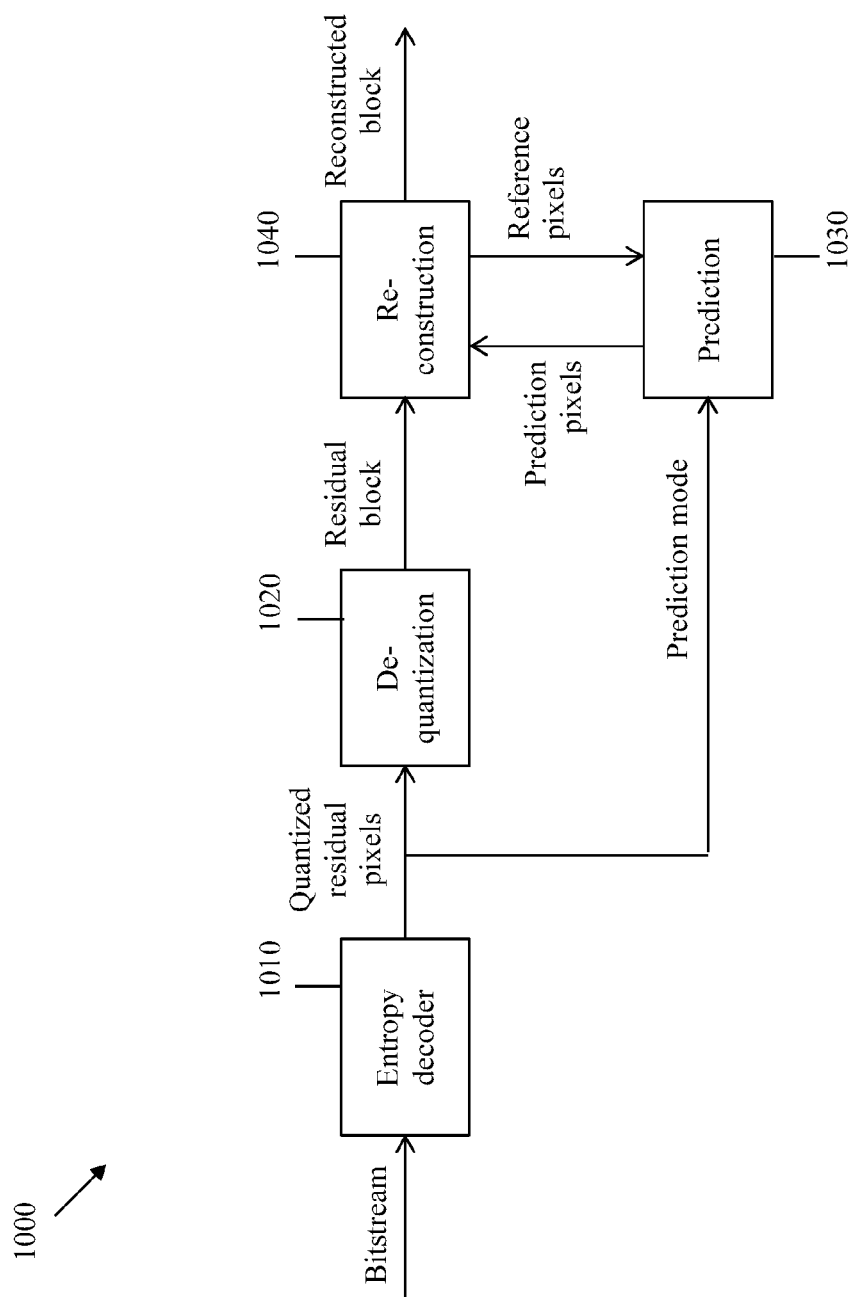 1000
Bitstream
1010
Entropy
decoder
Quantized
residual
pixels
1020
De-
quantization
Residual
block
1040
Re-
construction
Reconstructed
block
Prediction
pixels
Reference
pixels
Prediction mode
Prediction
1030